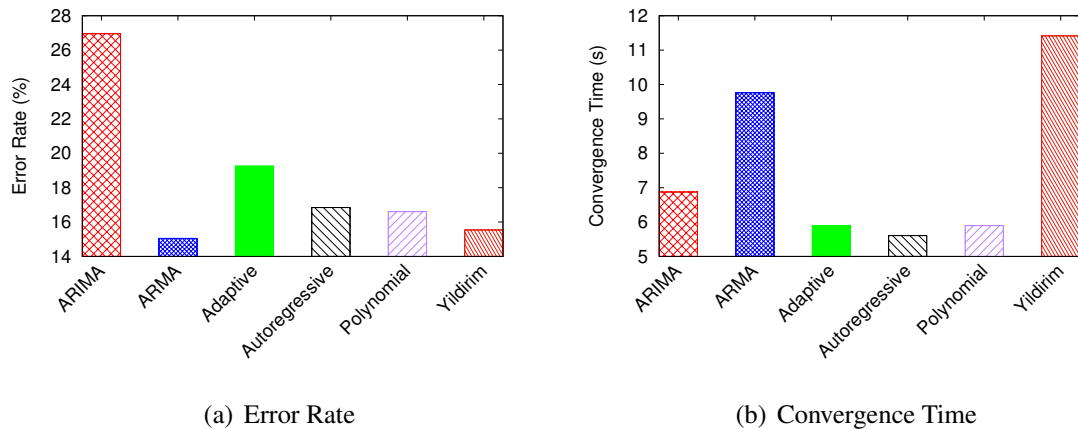 28
26
24
22
20
18
16
14
Error Rate (%)
ARIMA
ARMA
Adaptive
Autoregressive
Polynomial
Yildirim
(a) Error Rate
12
11
10
9
8
7
6
5
Convergence Time (s)
ARIMA
ARMA
Adaptive
Autoregressive
Polynomial
Yildirim
(b) Convergence Time